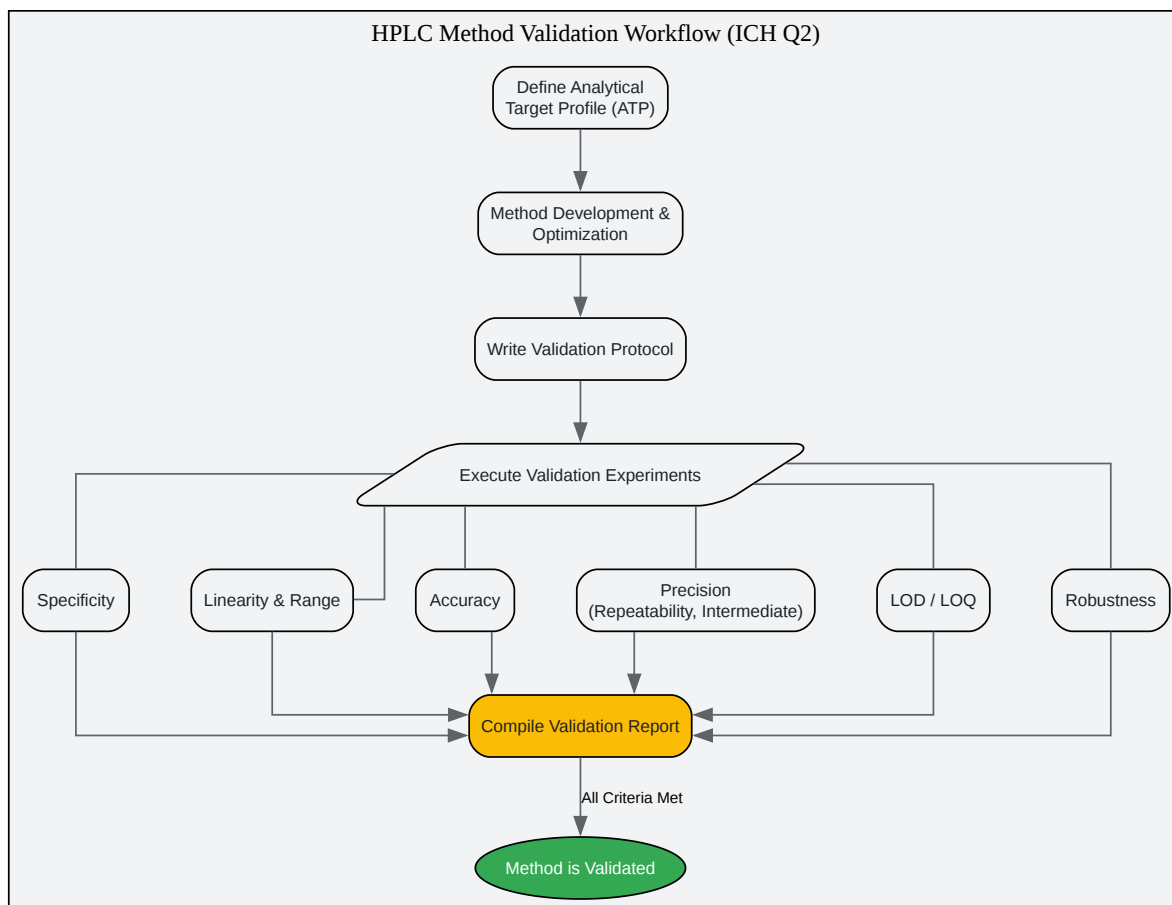 HPLC Method Validation Workflow (ICH Q2)
Define Analytical
Target Profile (ATP)
Method Development &
Optimization
Write Validation Protocol
Execute Validation Experiments
Specificity
Linearity & Range
Accuracy
Precision
(Repeatability, Intermediate)
LOD / LOQ
Robustness
Compile Validation Report
All Criteria Met
Method is Validated